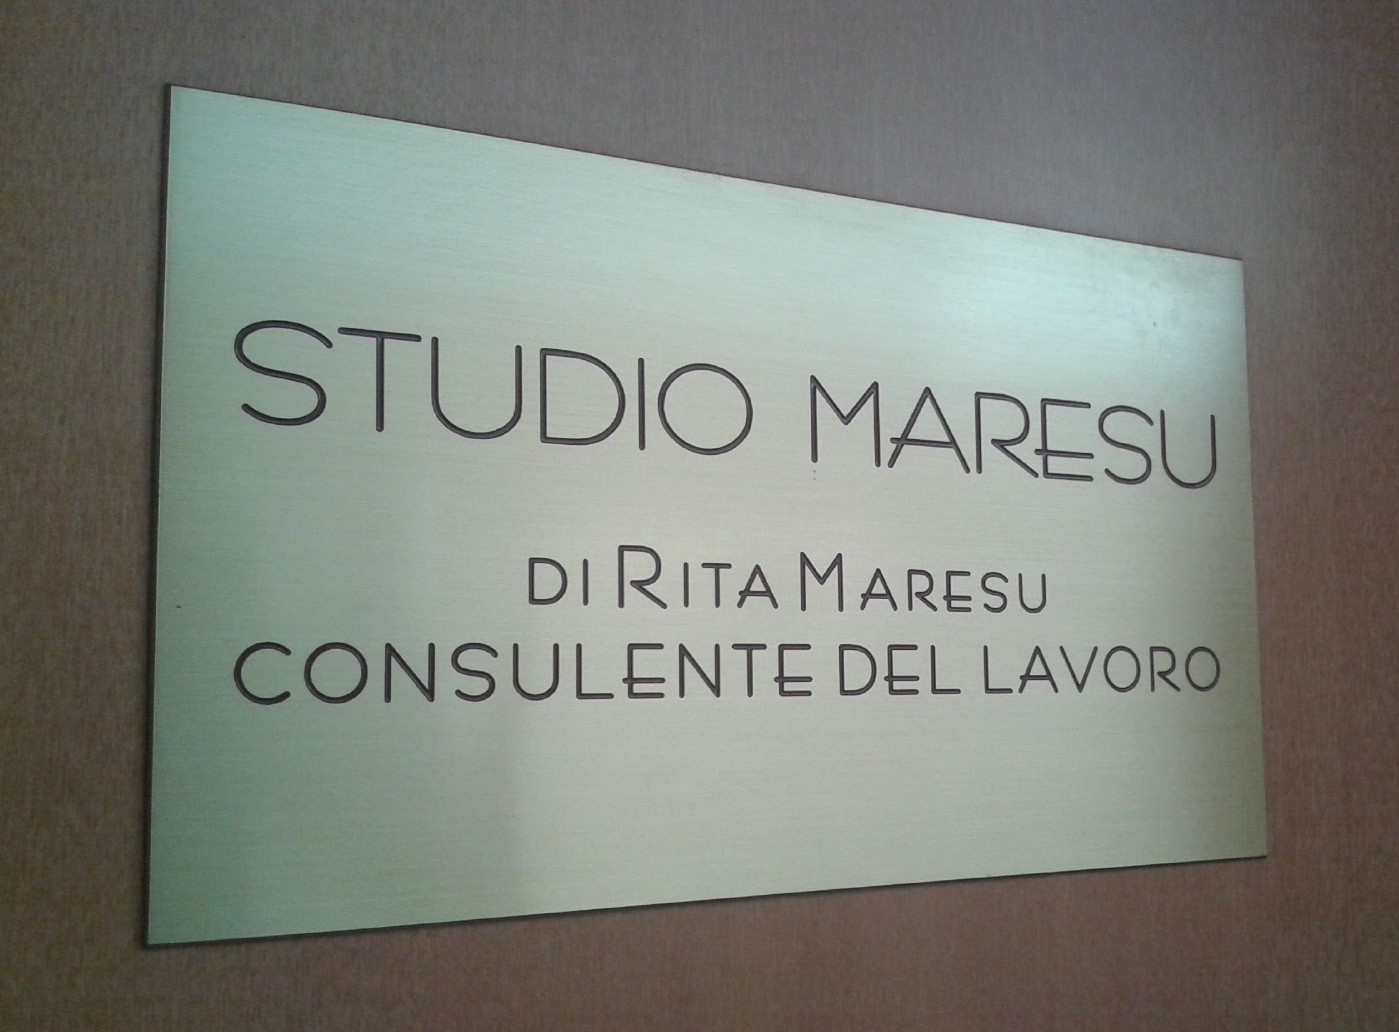 STUDIO MARESU
DI RITA MARESU
CONSULENTE DEL LAVORO